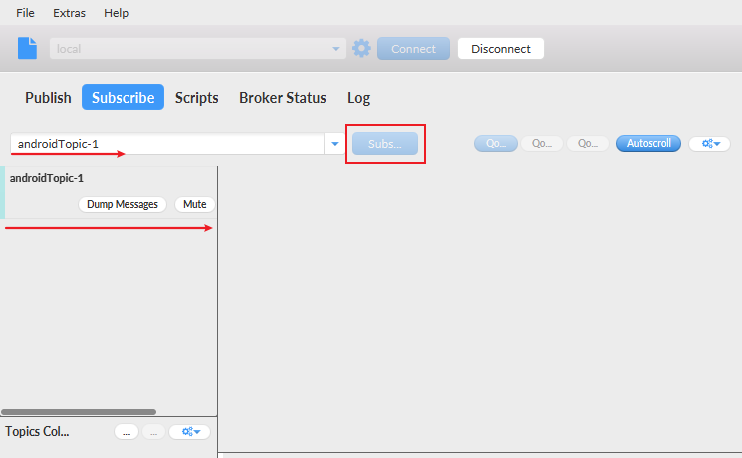 File Extras Help
local Connect Disconnect
Publish Subscribe Scripts Broker Status Log
androidTopic-1 Subs... Qo... Qo... Qo... Autoscroll
androidTopic-1
Dump Messages Mute
Topics Col... ... ...